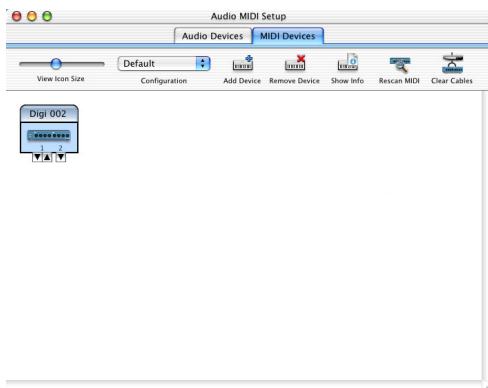 Audio MIDI Setup
Audio Devices MIDI Devices
Default
View Icon Size Configuration Add Device Remove Device Show Info Rescan MIDI Clear Cables
Digi 002
1 2